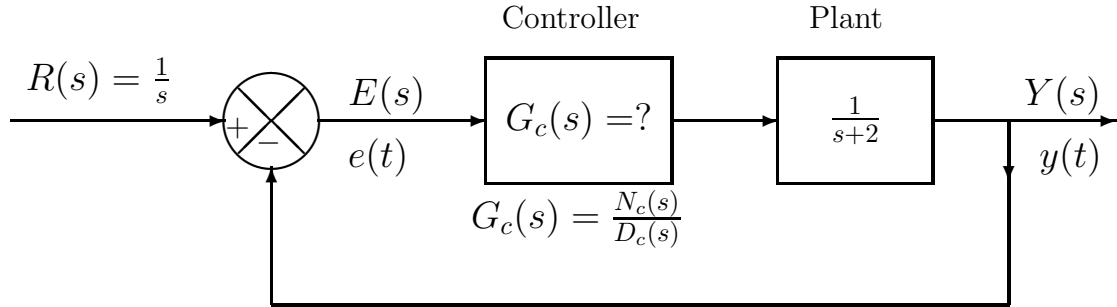 Controller
Plant
R(s) = 1/s
E(s)
G_c(s) =?
1/(s+2)
Y(s)
+
−
e(t)
y(t)
G_c(s) = N_c(s)/D_c(s)